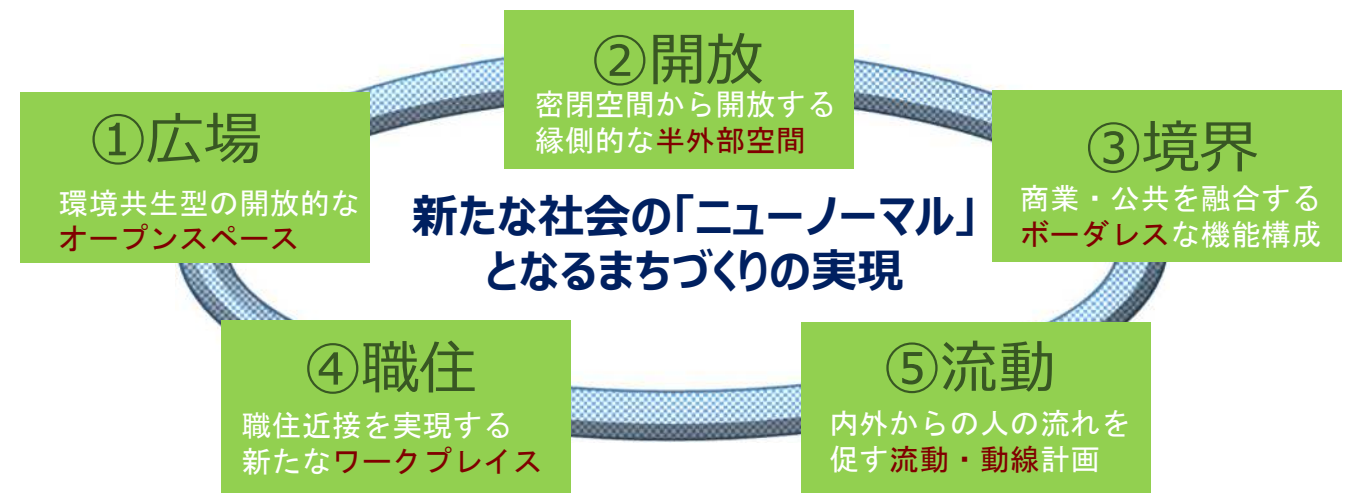 ①広場
環境共生型の開放的な
オープンスペース
②開放
密閉空間から開放する
縁側的な半外部空間
③境界
商業・公共を融合する
ボーダレスな機能構成
新たな社会の「ニューノーマル」
となるまちづくりの実現
④職住
職住近接を実現する
新たなワークプレイス
⑤流動
内外からの人の流れを
促す流動・動線計画